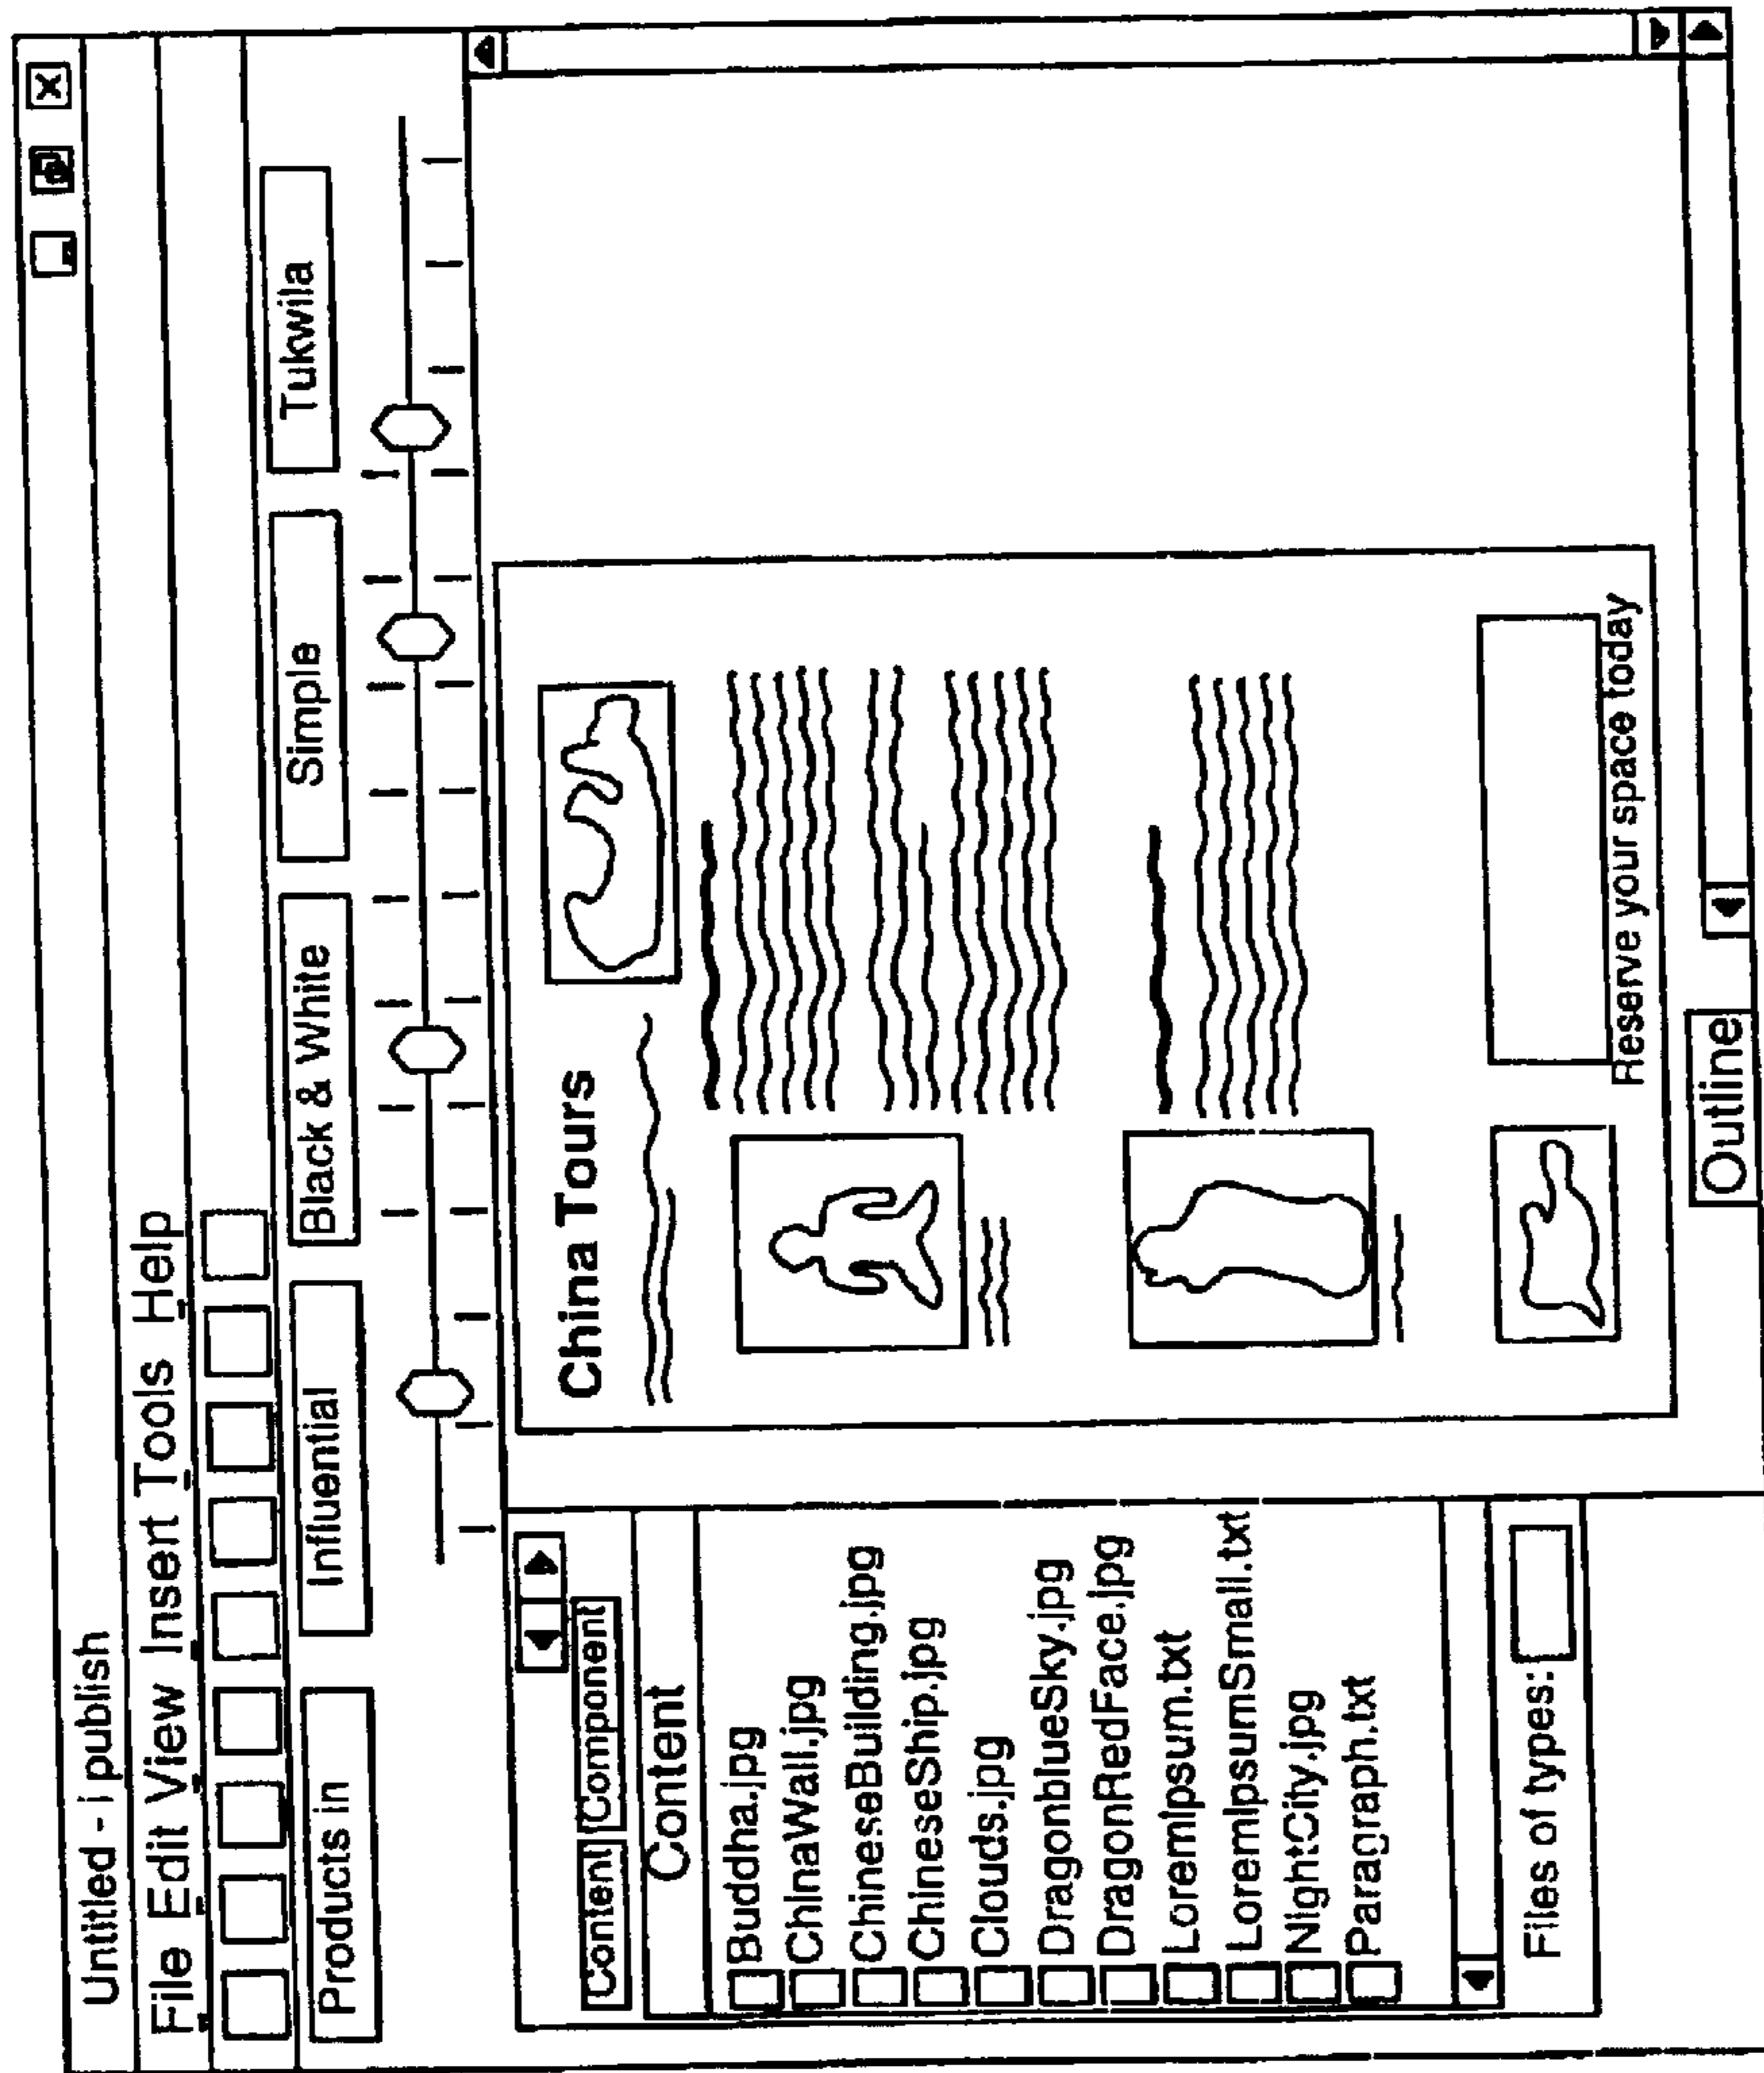 Untitled - i publish
File Edit View Insert Tools Help
Products in Influential Black & White Simple Tukwila
Content Component
Content
Buddha.jpg
ChinaWall.jpg
ChineseBuilding.jpg
ChineseShip.jpg
Clouds.jpg
DragonblueSky.jpg
DragonRedFace.jpg
LoremIpsum.txt
LoremIpsumSmall.txt
NightCity.jpg
Paragraph.txt
Files of types:
China Tours
Reserve your space today
Outline